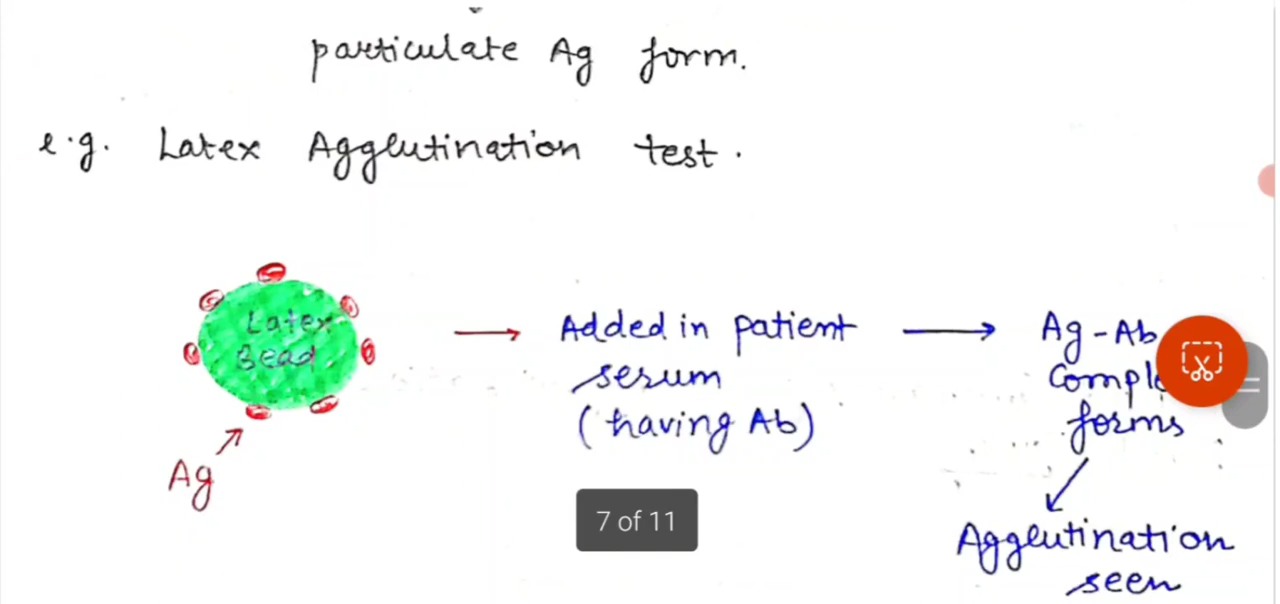 particulate Ag form.
e.g. Latex Agglutination test.
Latex
Bead
Ag
Added in patient
serum
(having Ab)
Ag-Ab
forms
Agglutination
seen
7 of 11